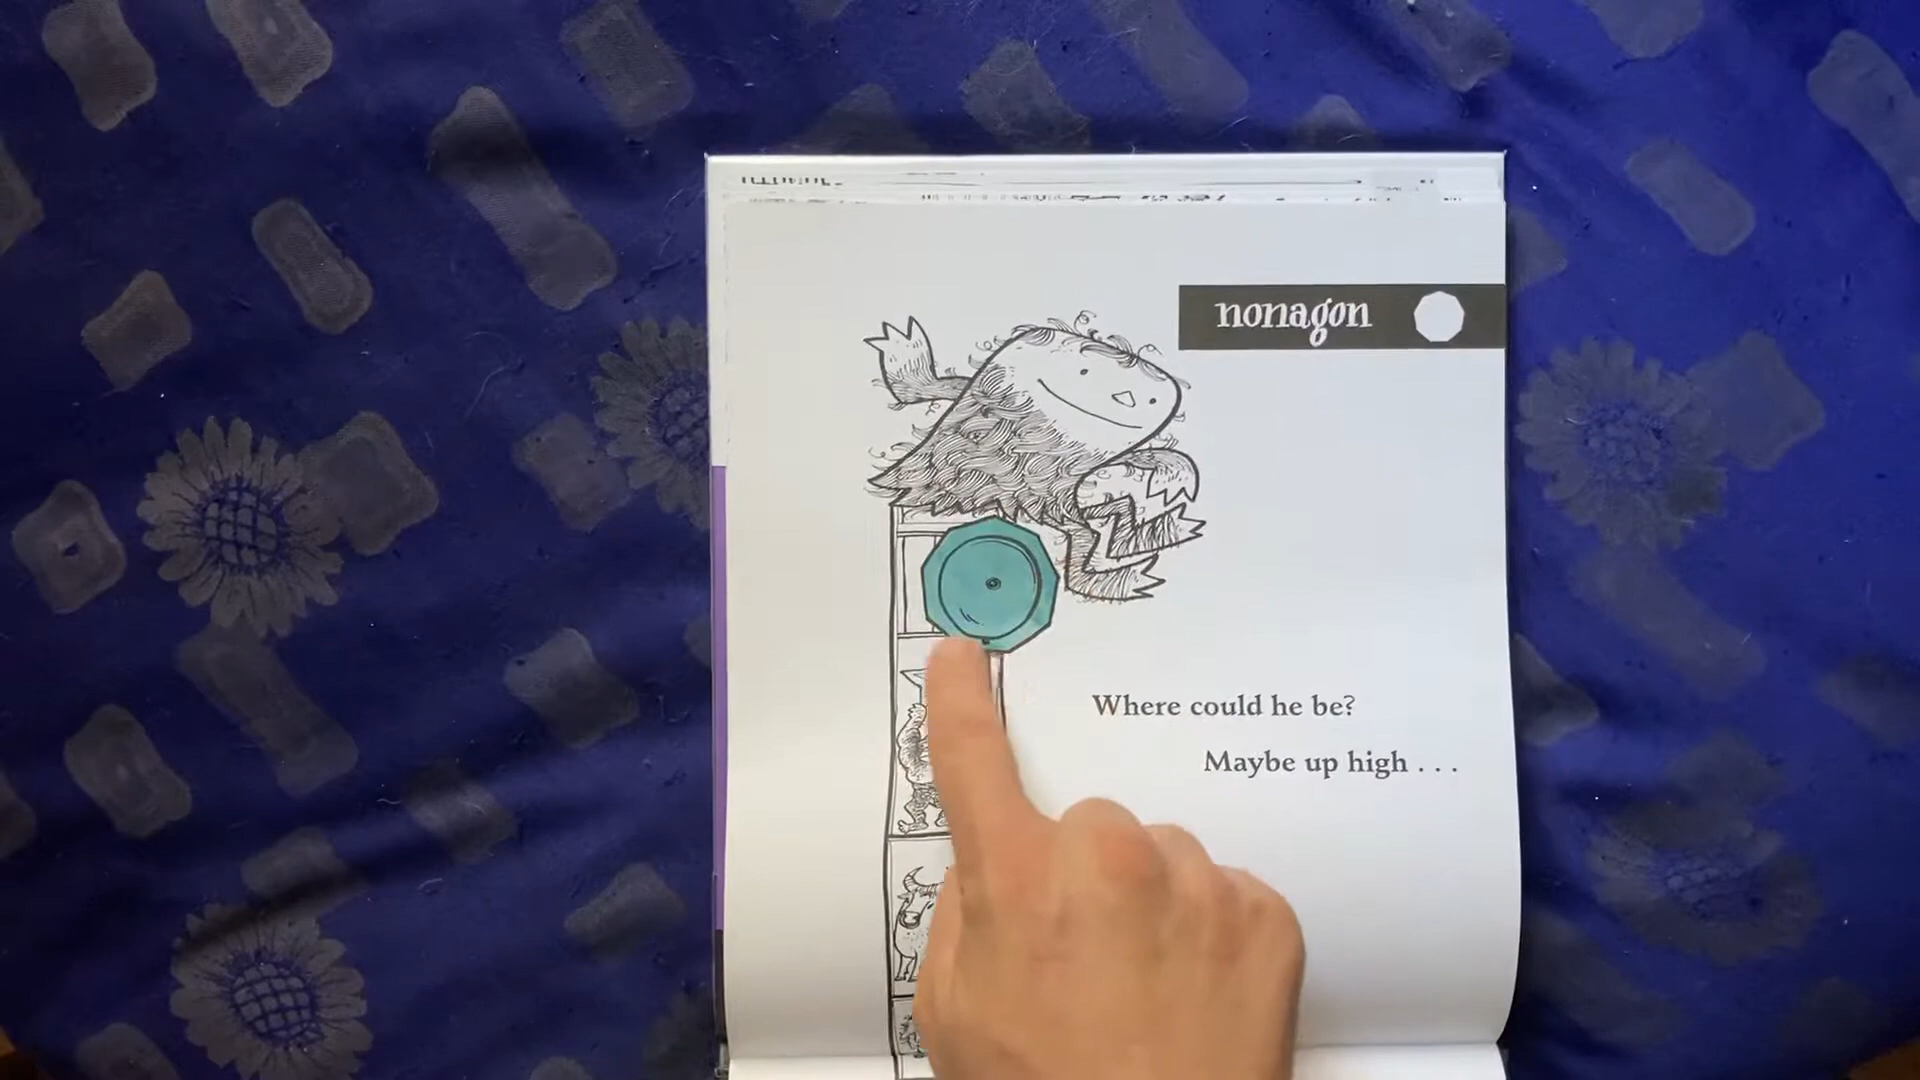 nonagon
Where could he be?
Maybe up high . . .